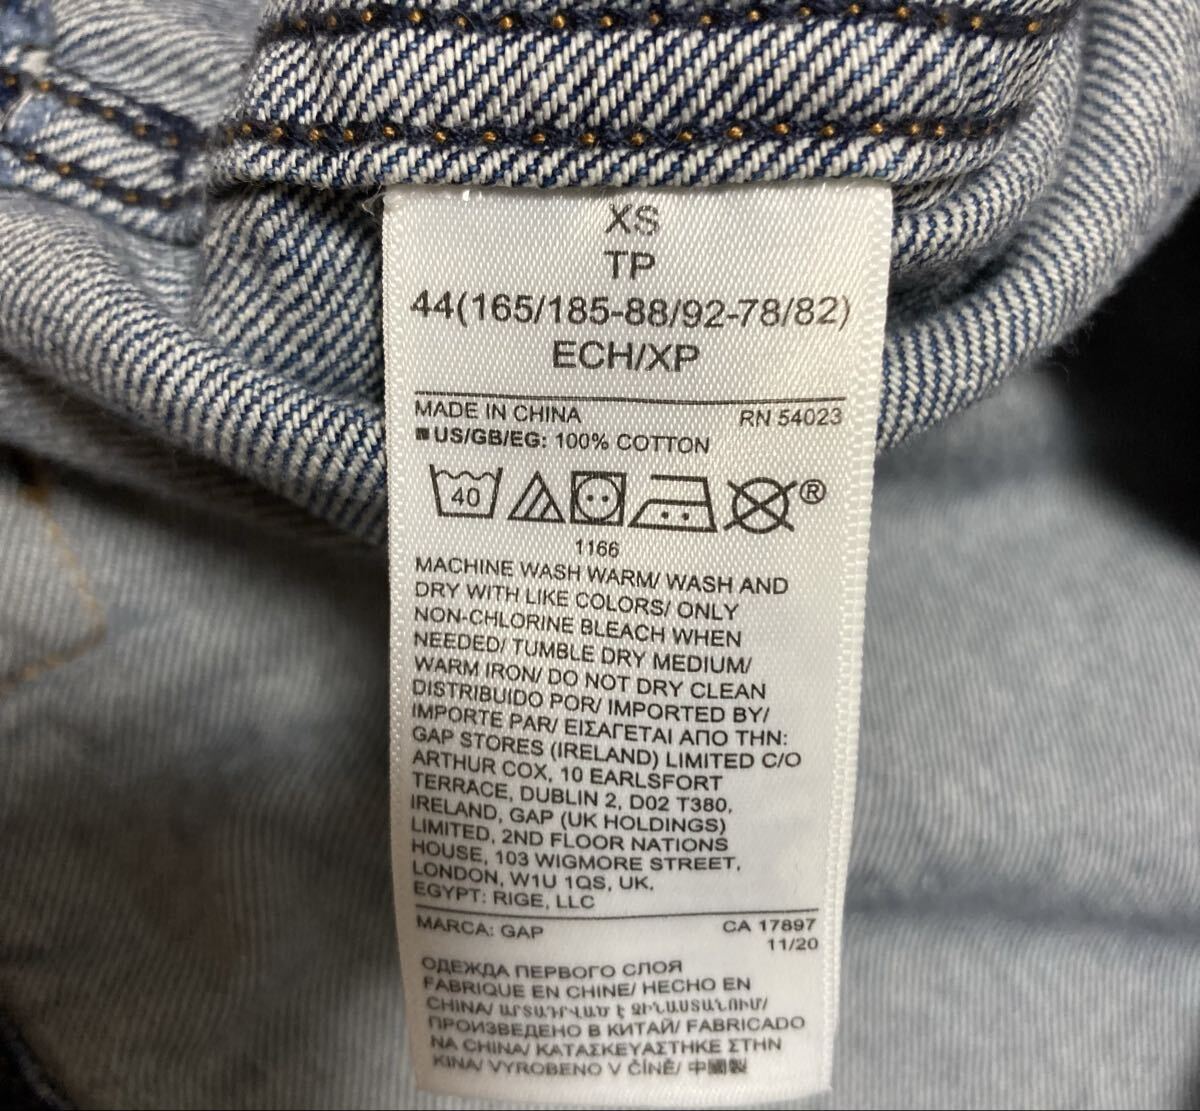 XS
TP
44(165/185-88/92-78/82)
ECH/XP
MADE IN CHINA RN 54023
US/GB/EG: 100% COTTON
40 ®
1166
MACHINE WASH WARM/ WASH AND
DRY WITH LIKE COLORS/ ONLY
NON-CHLORINE BLEACH WHEN
NEEDED/ TUMBLE DRY MEDIUM/
WARM IRON/ DO NOT DRY CLEAN
DISTRIBUIDO POR/ IMPORTED BY/
IMPORTE PAR/ ΕΙΣΑΓΕΤΑΙ ΑΠΟ ΤΗΝ:
GAP STORES (IRELAND) LIMITED C/O
ARTHUR COX, 10 EARLSFORT
TERRACE, DUBLIN 2, D02 T380,
IRELAND, GAP (UK HOLDINGS)
LIMITED, 2ND FLOOR NATIONS
HOUSE, 103 WIGMORE STREET,
LONDON, W1U 1QS, UK.
EGYPT: RIGE, LLC
MARCA: GAP CA 17897
11/20
ОДЕЖДА ПЕРВОГО СЛОЯ
FABRIQUE EN CHINE/ HECHO EN
CHINA/ ԱՐՏԱԴՐՎԱԾ Է ՉԻՆԱՍՏԱՆՈՒՄ/
ПРОИЗВЕДЕНО В КИТАЙ/ FABRICADO
NA CHINA/ ΚΑΤΑΣΚΕΥΑΣΤΗΚΕ ΣΤΗΝ
ΚΙΝΑ/ VYROBENO V ČÍNĚ/ 中國製